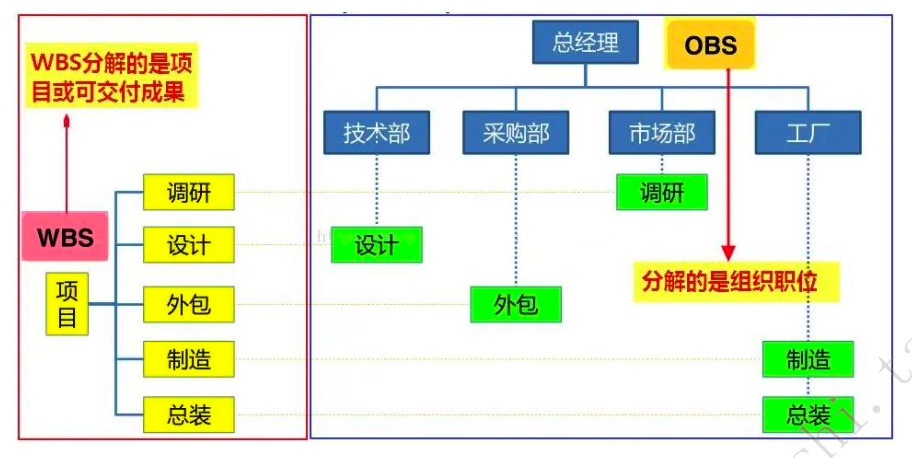 WBS分解的是项
目或可交付成果
总经理
OBS
技术部
采购部
市场部
工厂
调研
调研
WBS
设计
设计
分解的是组织职位
项
目
外包
外包
制造
制造
总装
总装